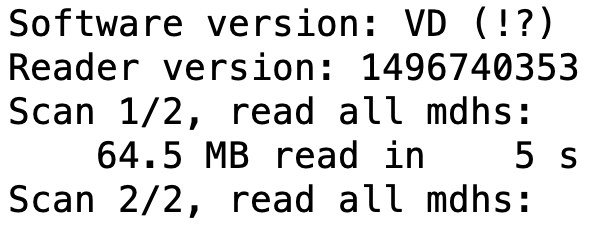 Software version: VD (!?)
Reader version: 1496740353
Scan 1/2, read all mdhs:
    64.5 MB read in    5 s
Scan 2/2, read all mdhs: